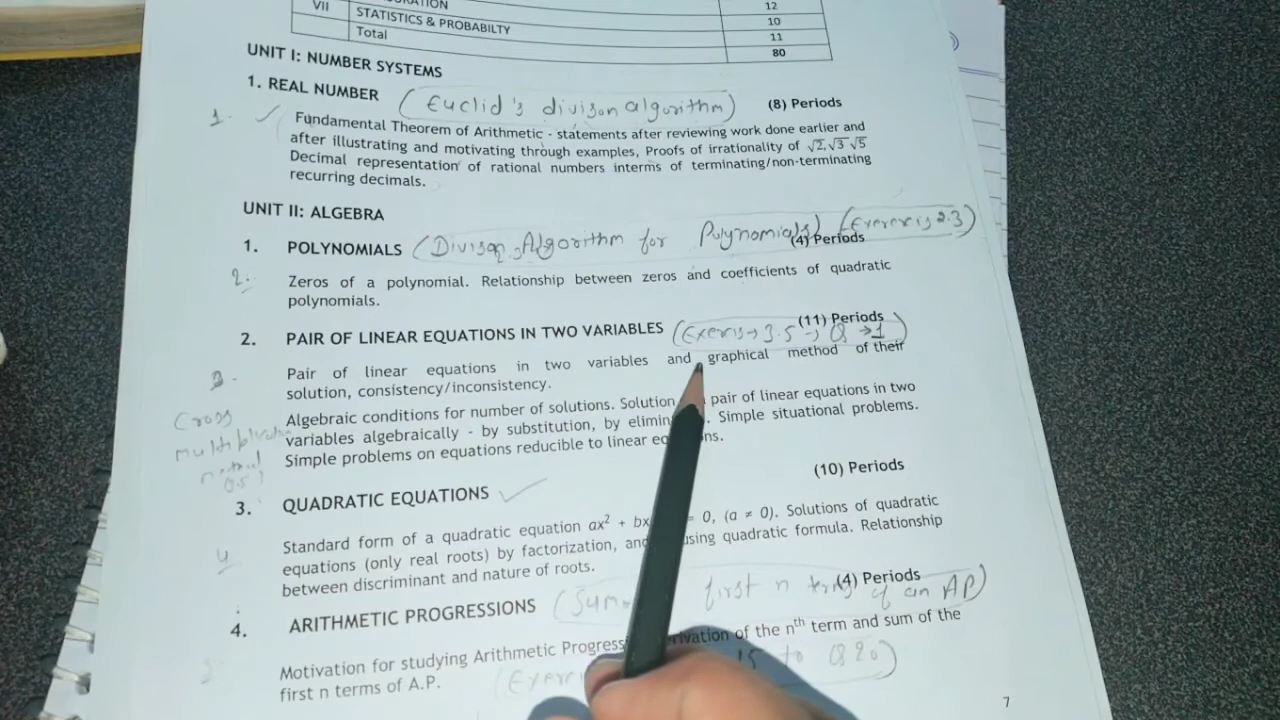 12
VII STATISTICS & PROBABILTY 10
Total 11
80
UNIT I: NUMBER SYSTEMS
1. REAL NUMBER (Euclid's divison algorithm) (8) Periods
1. Fundamental Theorem of Arithmetic - statements after reviewing work done earlier and
after illustrating and motivating through examples, Proofs of irrationality of √2, √3 √5
Decimal representation of rational numbers interms of terminating/non-terminating
recurring decimals.
UNIT II: ALGEBRA
1. POLYNOMIALS (Divison Algorithm for Polynomials) (4) Periods
2. Zeros of a polynomial. Relationship between zeros and coefficients of quadratic
polynomials.
2. PAIR OF LINEAR EQUATIONS IN TWO VARIABLES (11) Periods
3. Pair of linear equations in two variables and graphical method of their
solution, consistency/inconsistency.
Cross
Algebraic conditions for number of solutions. Solution pair of linear equations in two
variables algebraically - by substitution, by Simple situational problems.
Simple problems on equations reducible to linear
3. QUADRATIC EQUATIONS (10) Periods
4 Standard form of a quadratic equation ax² + = 0, (a ≠ 0). Solutions of quadratic
equations (only real roots) by factorization, and using quadratic formula. Relationship
between discriminant and nature of roots.
4. ARITHMETIC PROGRESSIONS first n of an AP) (4) Periods
Motivation for studying Arithmetic of the nth term and sum of the
first n terms of A.P. 15 to Q 20)
7